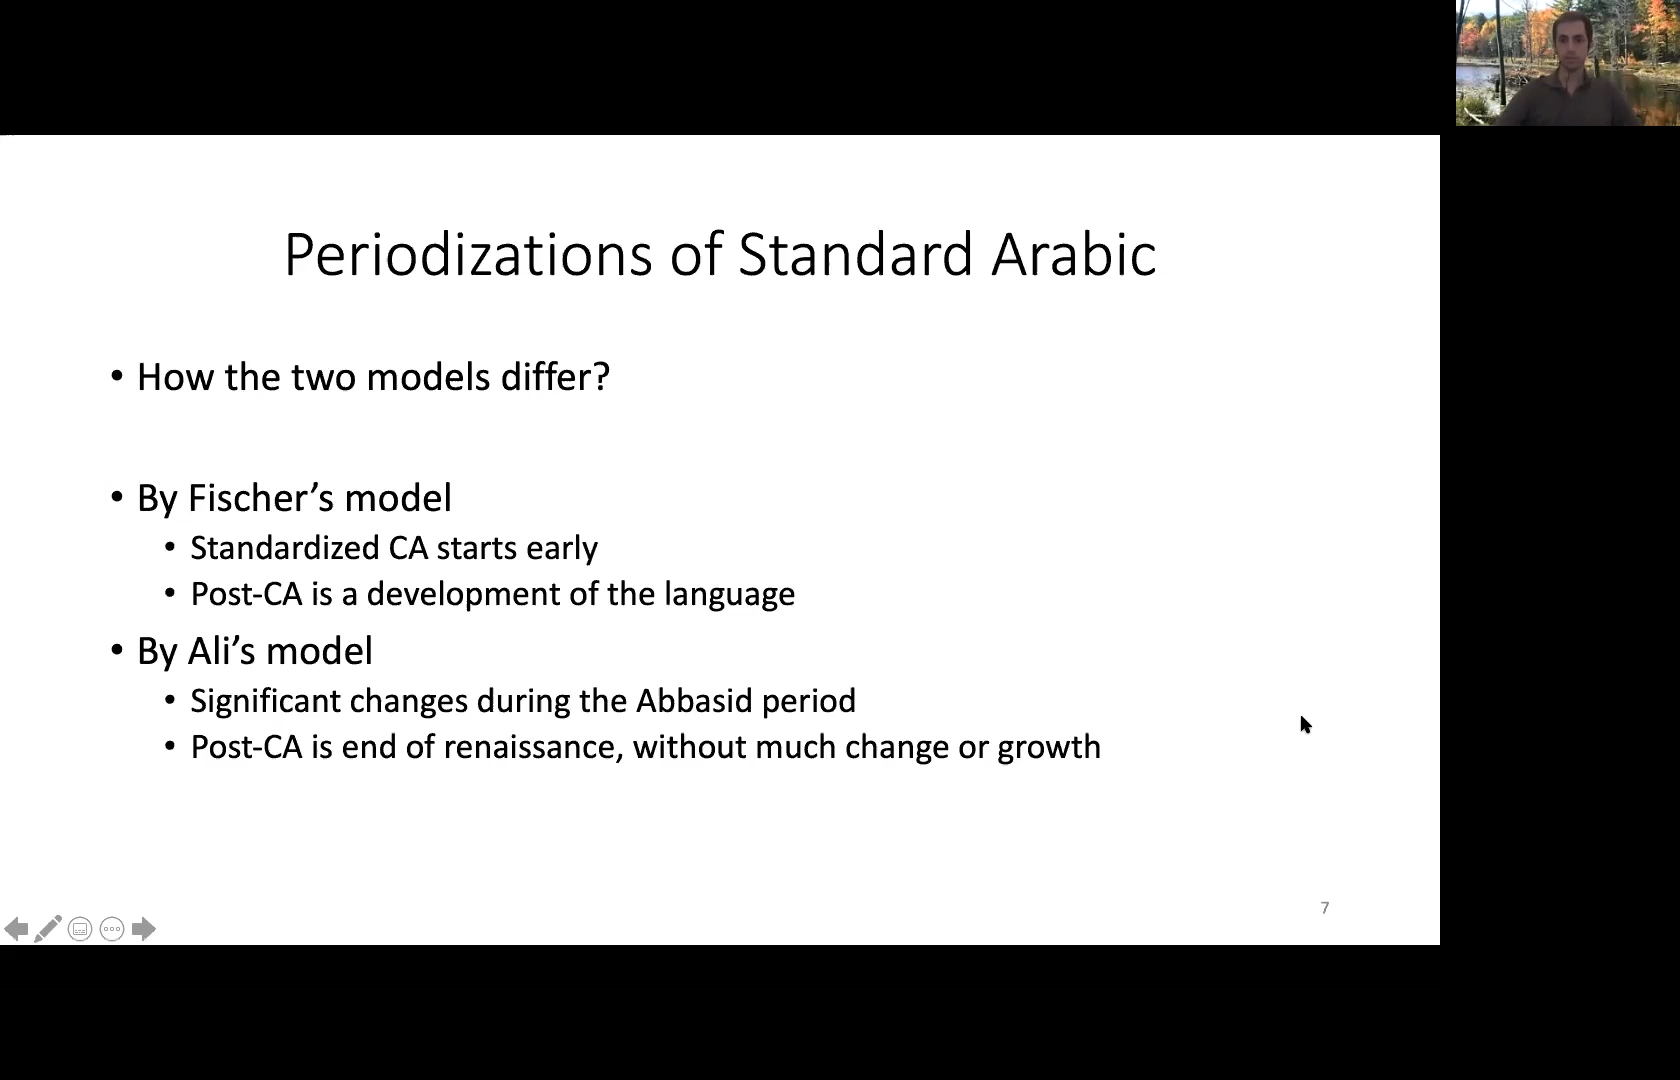 Periodizations of Standard Arabic
• How the two models differ?
• By Fischer's model
• Standardized CA starts early
• Post-CA is a development of the language
• By Ali's model
• Significant changes during the Abbasid period
• Post-CA is end of renaissance, without much change or growth
7